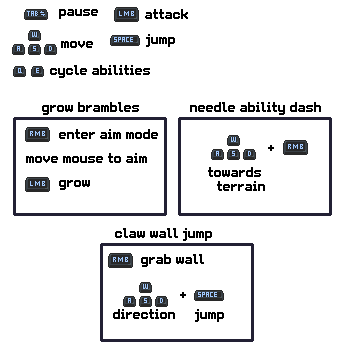 TAB pause LMB attack
W
A S D move SPACE jump
Q E cycle abilities
grow brambles
RMB enter aim mode
move mouse to aim
LMB grow
needle ability dash
W
A S D + RMB
towards
terrain
claw wall jump
RMB grab wall
W
A S D + SPACE
direction jump